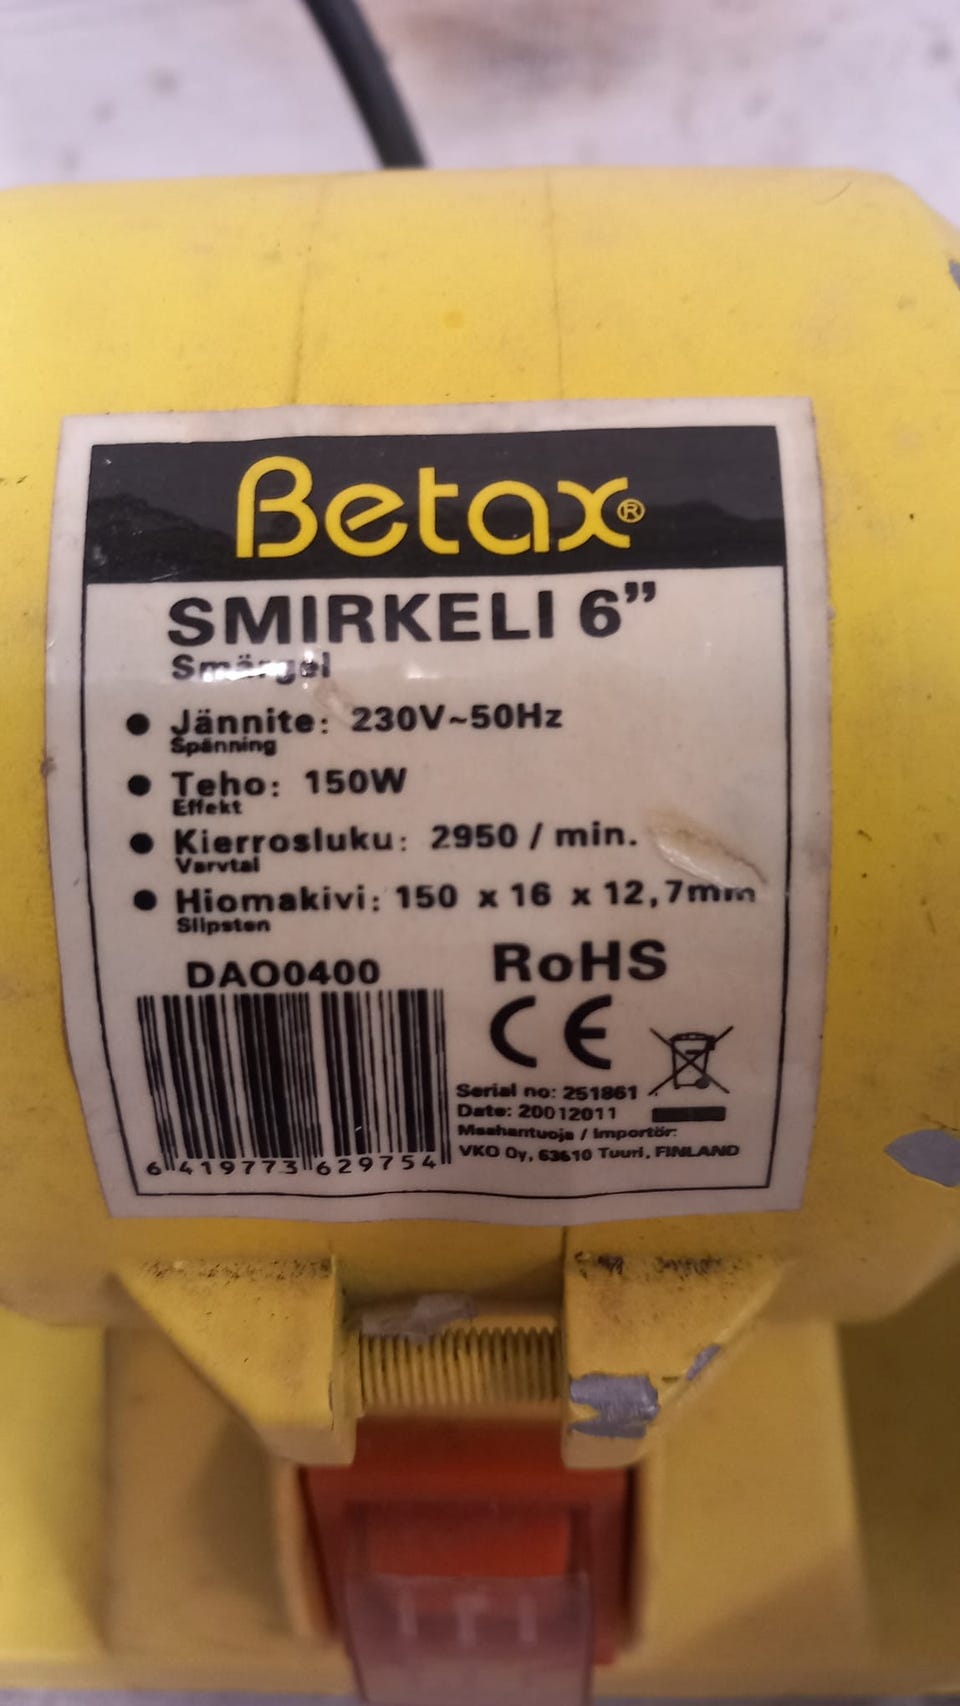 Betax®
SMIRKELI 6”
Smärgel
● Jännite: 230V~50Hz
Spänning
● Teho: 150W
Effekt
● Kierrosluku: 2950 / min.
Varvtal
● Hiomakivi: 150 x 16 x 12,7mm
Slipsten
DAO0400
RoHS
CE
6 419773 629754
Serial no: 251861
Date: 20012011
Maahantuoja / Importör:
VKO Oy, 63610 Tuuri, FINLAND